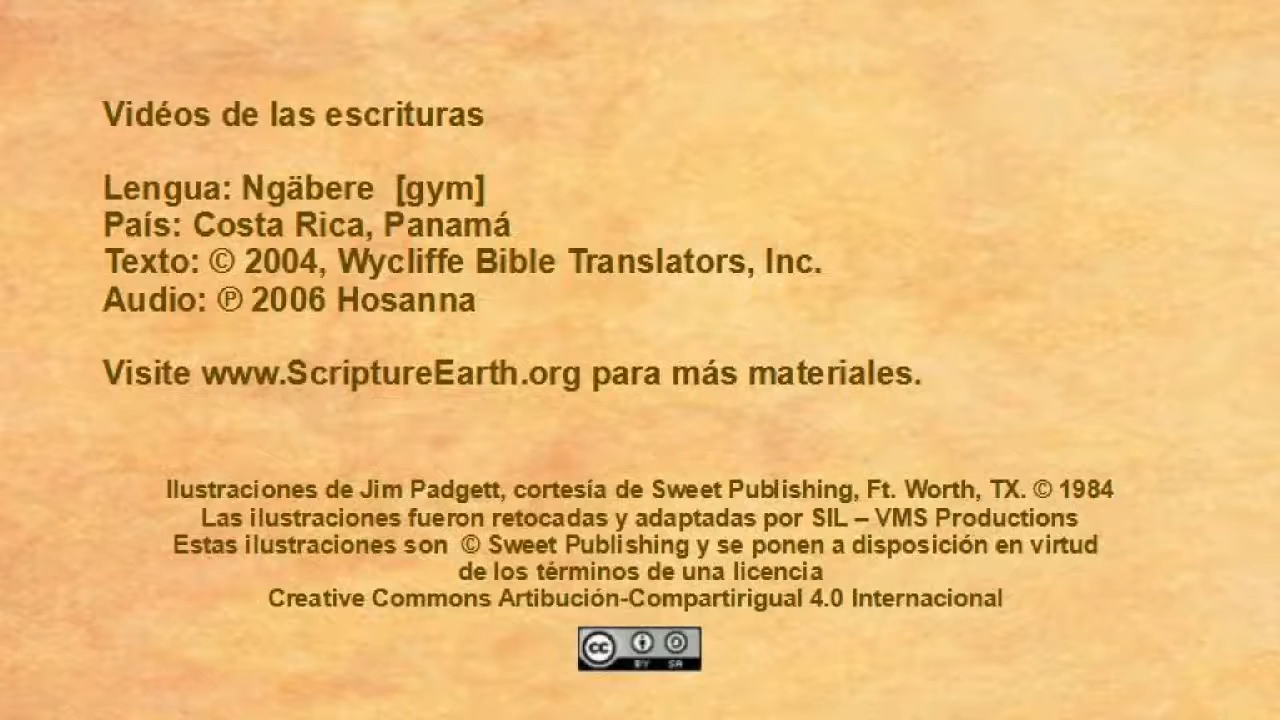 Vidéos de las escrituras
Lengua: Ngäbere [gym]
País: Costa Rica, Panamá
Texto: © 2004, Wycliffe Bible Translators, Inc.
Audio: ℗ 2006 Hosanna
Visite www.ScriptureEarth.org para más materiales.
Ilustraciones de Jim Padgett, cortesía de Sweet Publishing, Ft. Worth, TX. © 1984
Las ilustraciones fueron retocadas y adaptadas por SIL – VMS Productions
Estas ilustraciones son © Sweet Publishing y se ponen a disposición en virtud
de los términos de una licencia
Creative Commons Artibución-Compartirigual 4.0 Internacional
cc BY SA